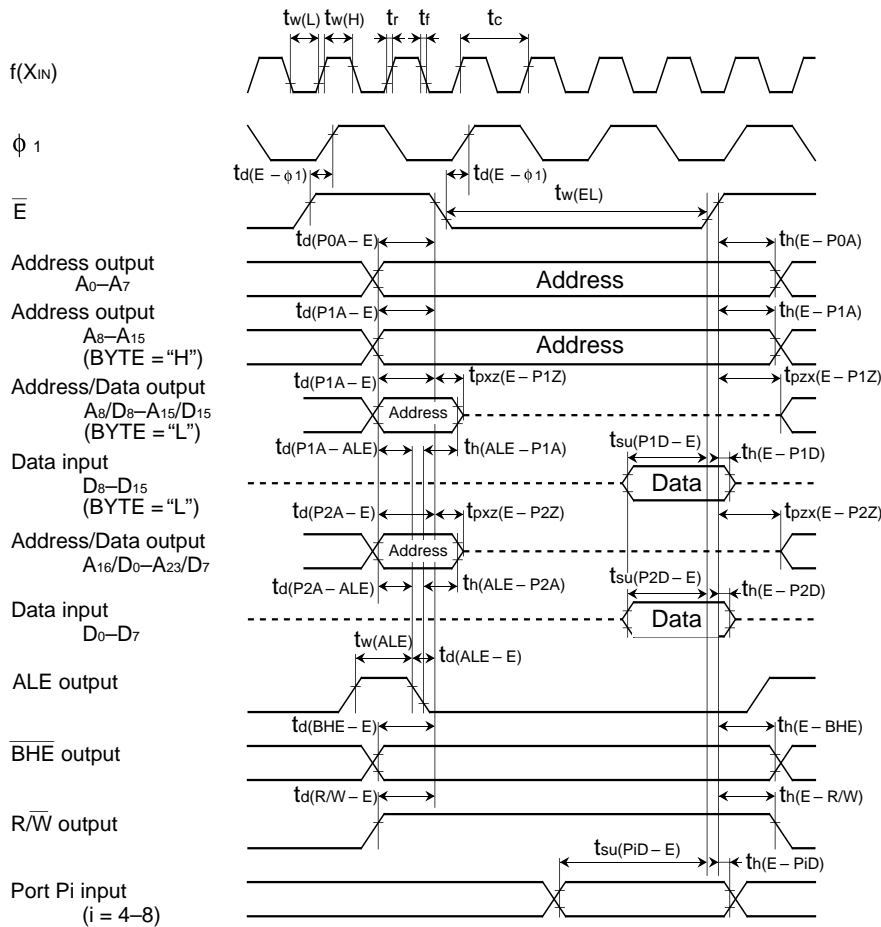 tw(L) tw(H) tr tf tc
f(XIN)
ϕ 1
td(E – ϕ 1) td(E – ϕ 1)
tw(EL)
E̅
td(P0A – E) th(E – P0A)
Address output
A0–A7
Address
td(P1A – E) th(E – P1A)
Address output
A8–A15
(BYTE = “H”)
Address
td(P1A – E) tpxz(E – P1Z) tpzx(E – P1Z)
Address/Data output
A8/D8–A15/D15
(BYTE = “L”)
Address
td(P1A – ALE) th(ALE – P1A) tsu(P1D – E) th(E – P1D)
Data input
D8–D15
(BYTE = “L”)
Data
td(P2A – E) tpxz(E – P2Z) tpzx(E – P2Z)
Address/Data output
A16/D0–A23/D7
Address
td(P2A – ALE) th(ALE – P2A) tsu(P2D – E) th(E – P2D)
Data input
D0–D7
Data
tw(ALE) td(ALE – E)
ALE output
td(BHE – E) th(E – BHE)
B̅H̅E̅ output
td(R/W – E) th(E – R/W)
R/W̅ output
tsu(PiD – E) th(E – PiD)
Port Pi input
(i = 4–8)